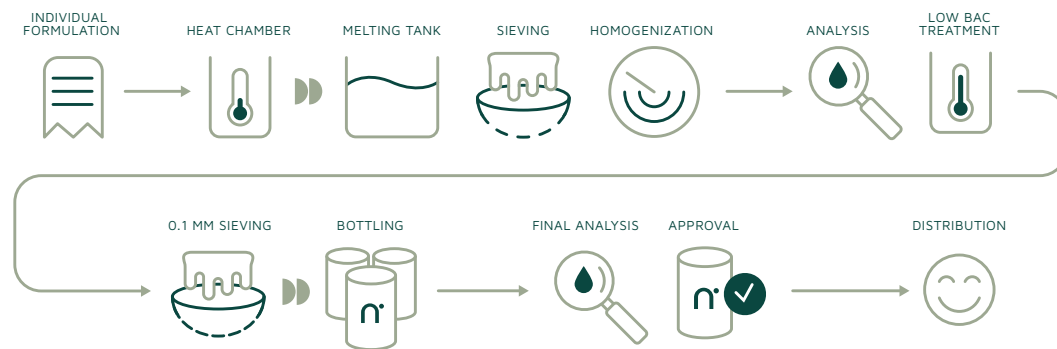 INDIVIDUAL
FORMULATION
HEAT CHAMBER
MELTING TANK
SIEVING
HOMOGENIZATION
ANALYSIS
LOW BAC
TREATMENT
0.1 MM SIEVING
BOTTLING
FINAL ANALYSIS
APPROVAL
DISTRIBUTION
n
n